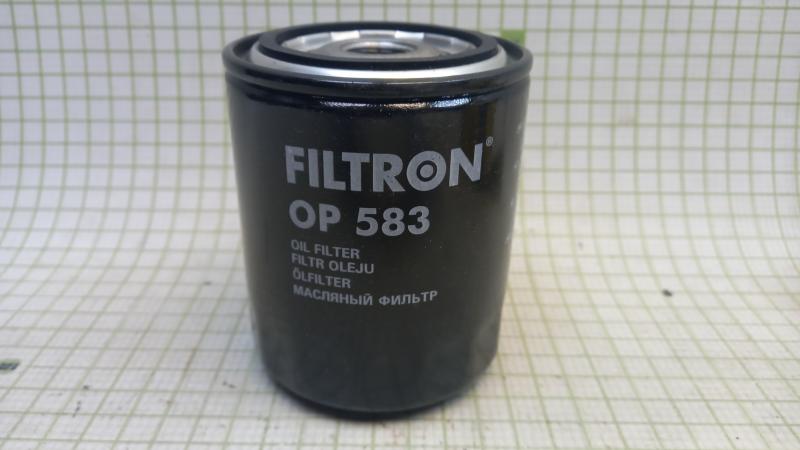 FILTRON®
OP 583
OIL FILTER
FILTR OLEJU
ÖLFILTER
МАСЛЯНЫЙ ФИЛЬТР